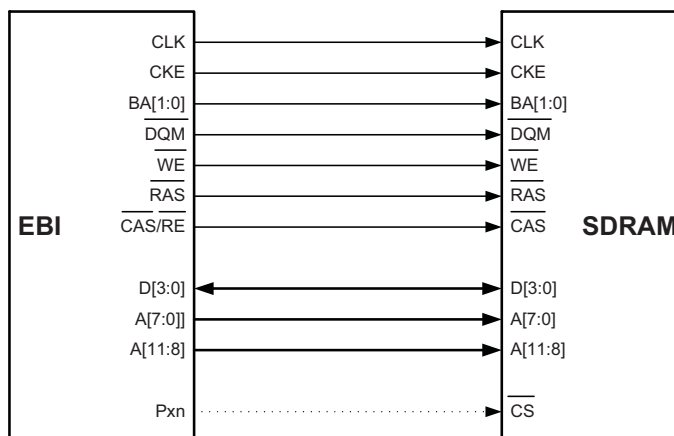 CLK CLK
CKE CKE
BA[1:0] BA[1:0]
DQM DQM
WE WE
RAS RAS
EBI CAS/RE CAS SDRAM
D[3:0] D[3:0]
A[7:0]] A[7:0]
A[11:8] A[11:8]
Pxn CS